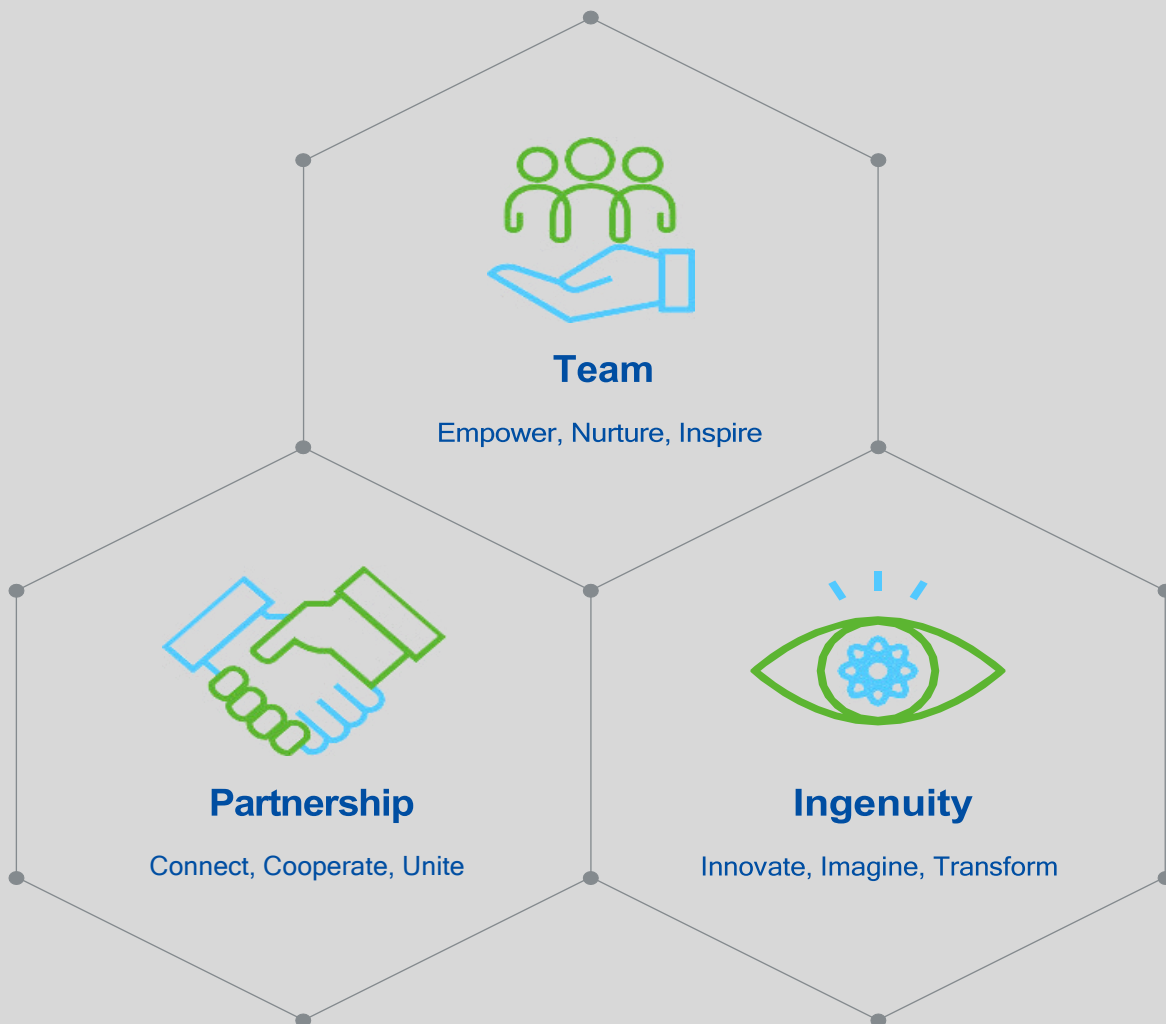 Team
Empower, Nurture, Inspire
Partnership
Connect, Cooperate, Unite
Ingenuity
Innovate, Imagine, Transform